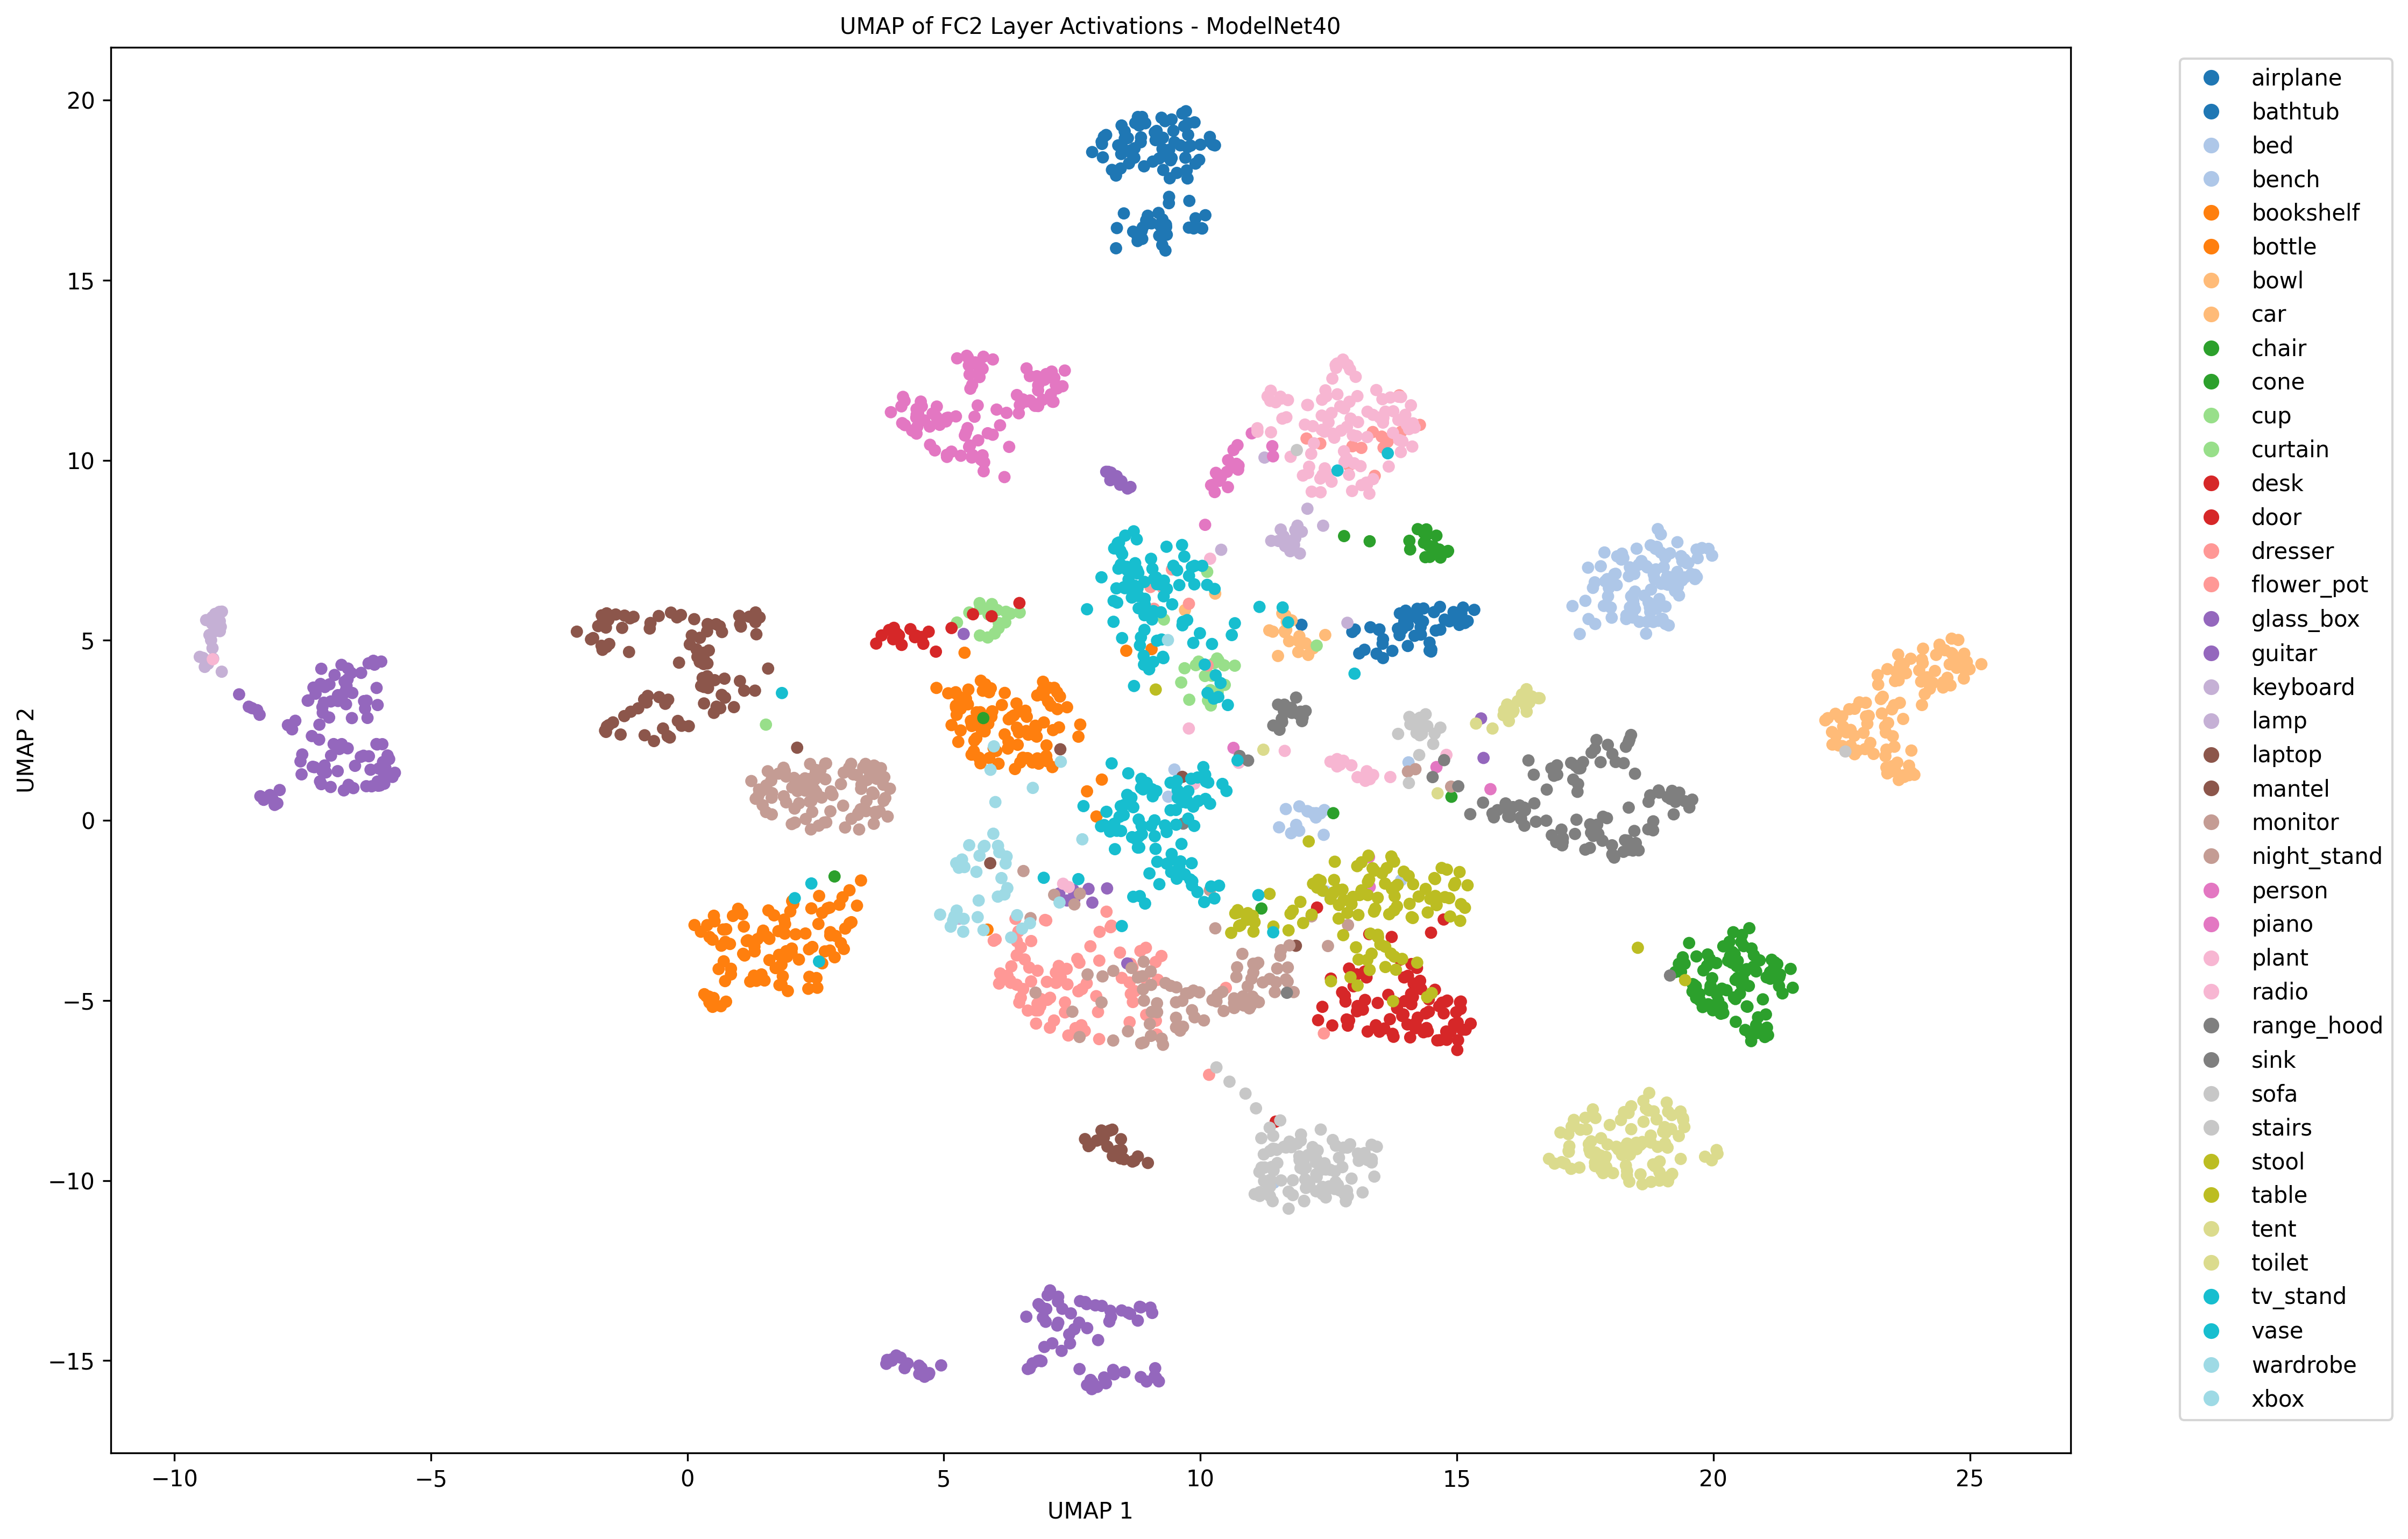 UMAP of FC2 Layer Activations - ModelNet40
20
15
10
5
0
−5
−10
−15
UMAP 2
−10
−5
0
5
10
15
20
25
UMAP 1
airplane
bathtub
bed
bench
bookshelf
bottle
bowl
car
chair
cone
cup
curtain
desk
door
dresser
flower_pot
glass_box
guitar
keyboard
lamp
laptop
mantel
monitor
night_stand
person
piano
plant
radio
range_hood
sink
sofa
stairs
stool
table
tent
toilet
tv_stand
vase
wardrobe
xbox